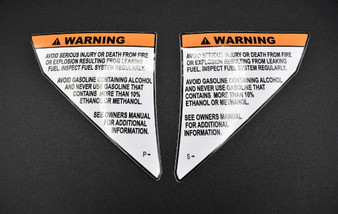 WARNING
AVOID SERIOUS INJURY OR DEATH FROM FIRE
OR EXPLOSION RESULTING FROM LEAKING
FUEL. INSPECT FUEL SYSTEM REGULARLY.
AVOID GASOLINE CONTAINING ALCOHOL
AND NEVER USE GASOLINE THAT
CONTAINS MORE THAN 10%
ETHANOL OR METHANOL.
SEE OWNERS MANUAL
FOR ADDITIONAL
INFORMATION.
P→
WARNING
AVOID SERIOUS INJURY OR DEATH FROM FIRE
OR EXPLOSION RESULTING FROM LEAKING
FUEL. INSPECT FUEL SYSTEM REGULARLY.
AVOID GASOLINE CONTAINING ALCOHOL
AND NEVER USE GASOLINE THAT
CONTAINS MORE THAN 10%
ETHANOL OR METHANOL.
SEE OWNERS MANUAL
FOR ADDITIONAL
INFORMATION.
S→